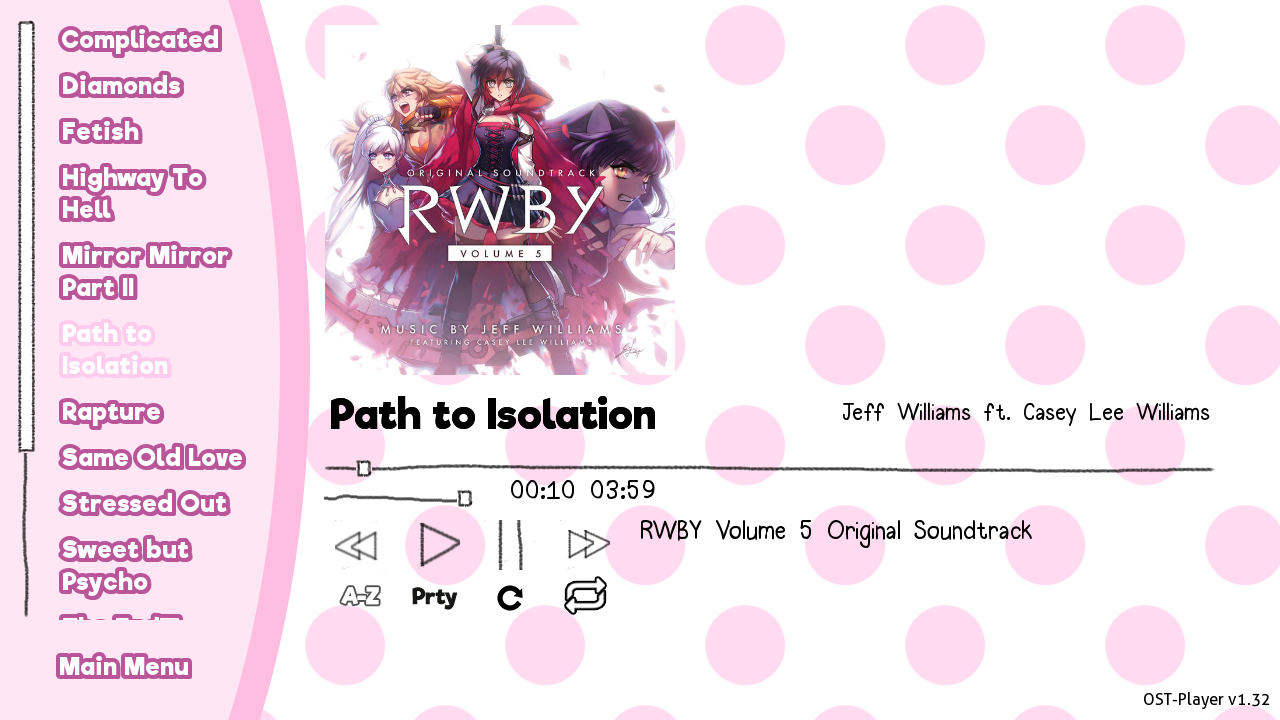 Complicated
Diamonds
Fetish
Highway To
Hell
Mirror Mirror
Part II
Path to
Isolation
Rapture
Same Old Love
Stressed Out
Sweet but
Psycho
Main Menu
ORIGINAL SOUNDTRACK
RWBY
VOLUME 5
MUSIC BY JEFF WILLIAMS
FEATURING CASEY LEE WILLIAMS
Path to Isolation
Jeff Williams ft. Casey Lee Williams
00:10 03:59
RWBY Volume 5 Original Soundtrack
A-Z
Prty
OST-Player v1.32